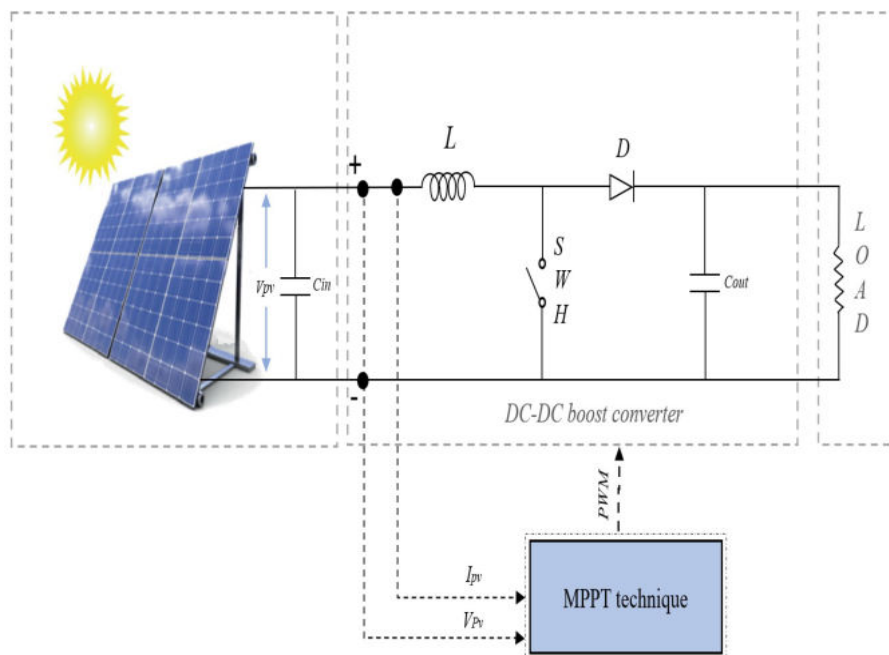 +
L
D
Vpv
Cin
S
W
H
Cout
L
O
A
D
-
DC-DC boost converter
PWM
Ipv
VPv
MPPT technique